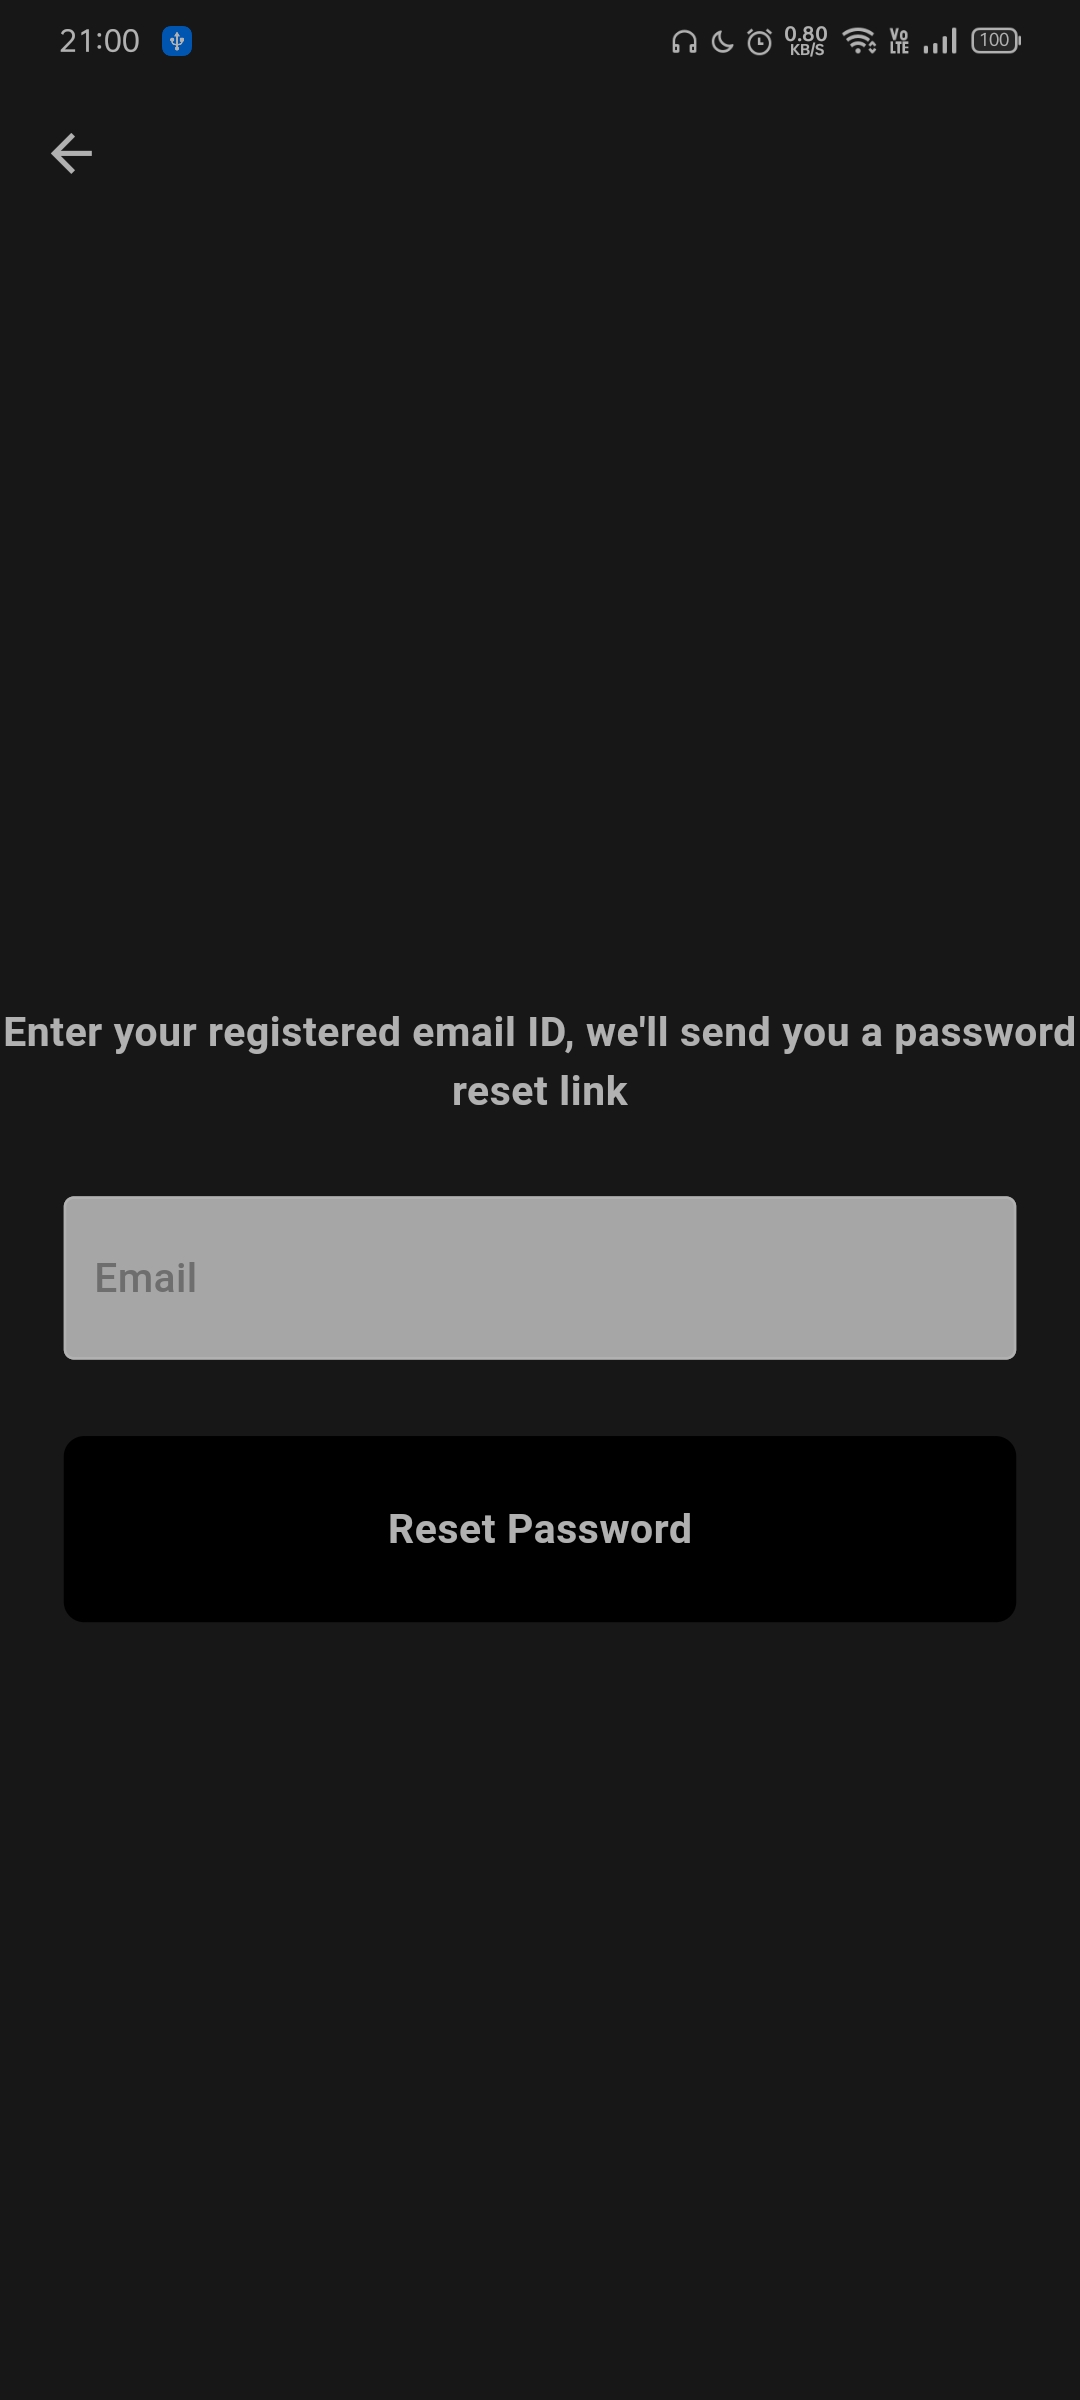 21:00
0.80
KB/S
Vo
LTE
100
Enter your registered email ID, we'll send you a password
reset link
Email
Reset Password